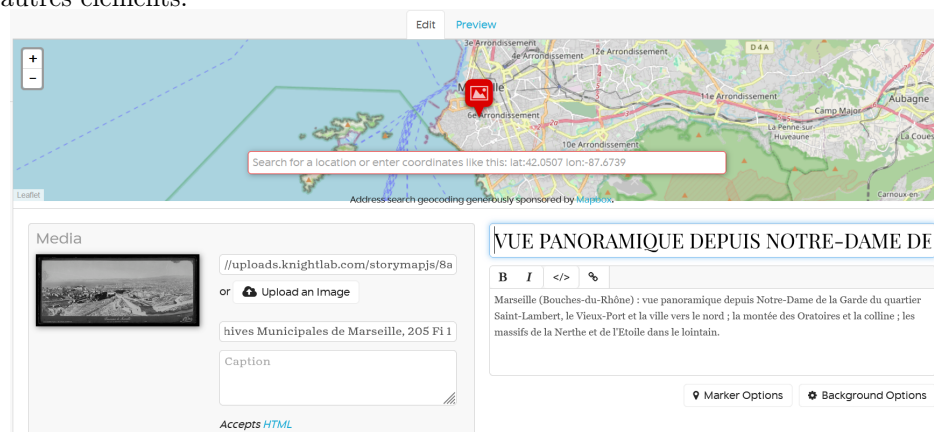 autres éléments.
Edit Preview
+
−
3e Arrondissement
4e Arrondissement
12e Arrondissement
D 4A
11e Arrondissement
Aubagne
Camp Major
6e Arrondissement
La Penne-sur-
Huveaune
10e Arrondissement
La Coues
Search for a location or enter coordinates like this: lat:42.0507 lon:-87.6739
Leaflet
Carnoux-en-
Address search geocoding generously sponsored by Mapbox.
Media
//uploads.knightlab.com/storymapjs/8a
or Upload an Image
hives Municipales de Marseille, 205 Fi 1
Caption
Accepts HTML
VUE PANORAMIQUE DEPUIS NOTRE-DAME DE
B I </>
Marseille (Bouches-du-Rhône) : vue panoramique depuis Notre-Dame de la Garde du quartier
Saint-Lambert, le Vieux-Port et la ville vers le nord ; la montée des Oratoires et la colline ; les
massifs de la Nerthe et de l'Etoile dans le lointain.
Marker Options Background Options